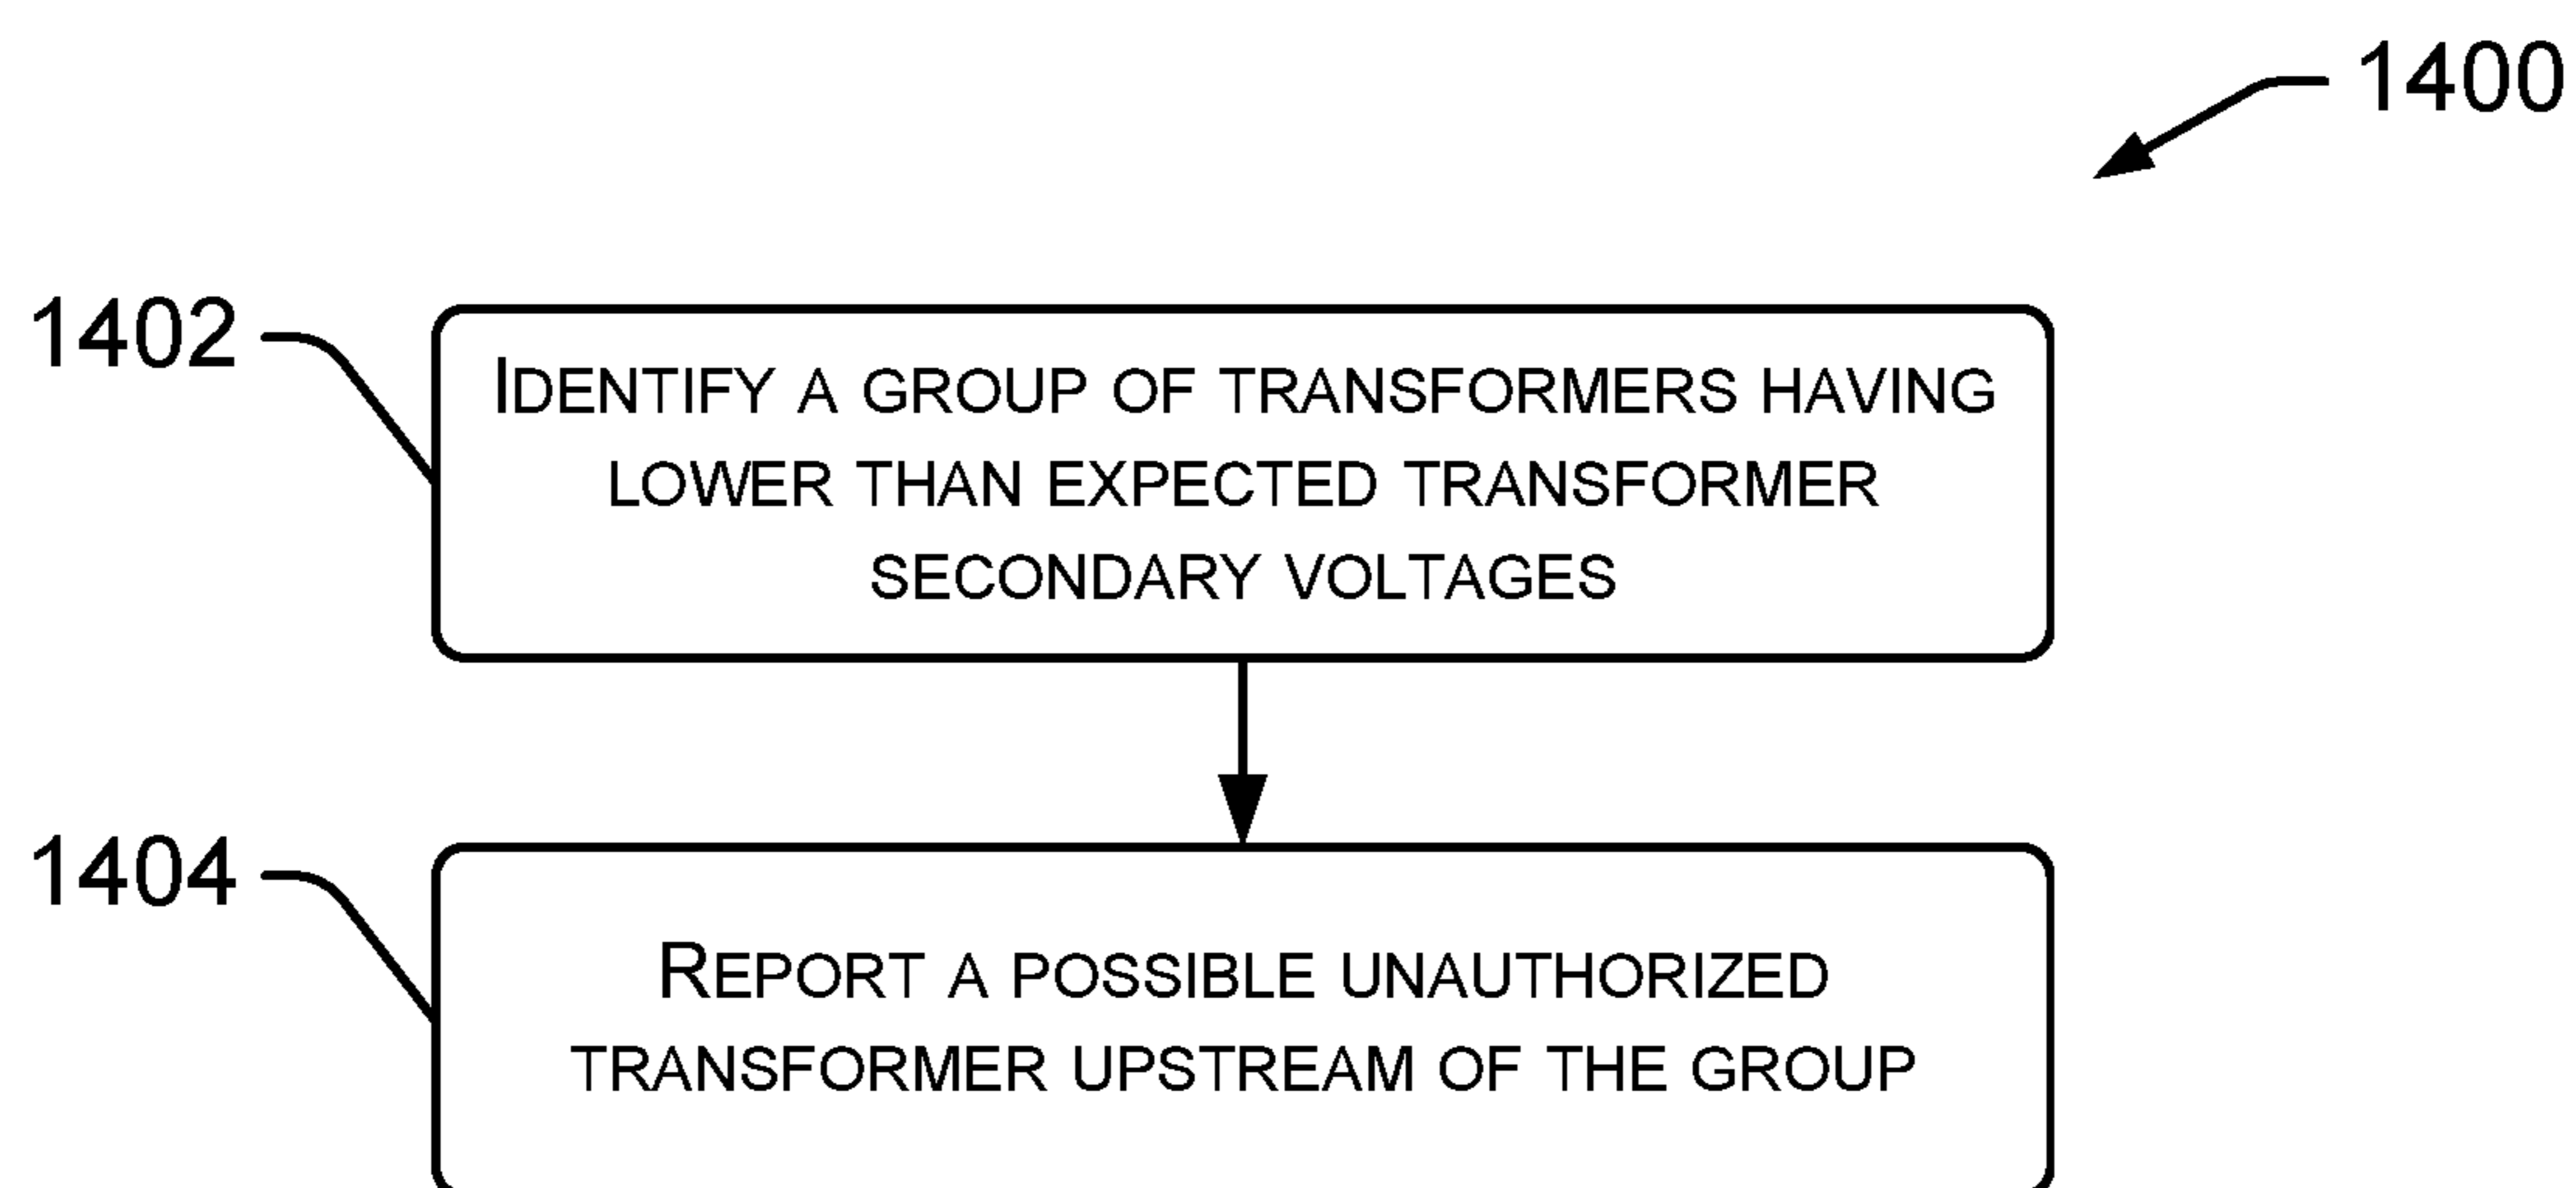 1400
1402
IDENTIFY A GROUP OF TRANSFORMERS HAVING
LOWER THAN EXPECTED TRANSFORMER
SECONDARY VOLTAGES
1404
REPORT A POSSIBLE UNAUTHORIZED
TRANSFORMER UPSTREAM OF THE GROUP